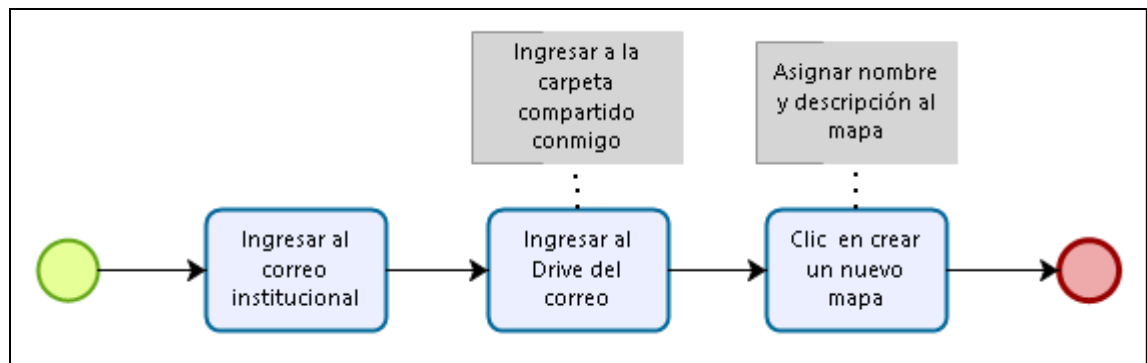 Ingresar a la
carpeta
compartido
conmigo
Asignar nombre
y descripción al
mapa
Ingresar al
correo
institucional
Ingresar al
Drive del
correo
Clic en crear
un nuevo
mapa